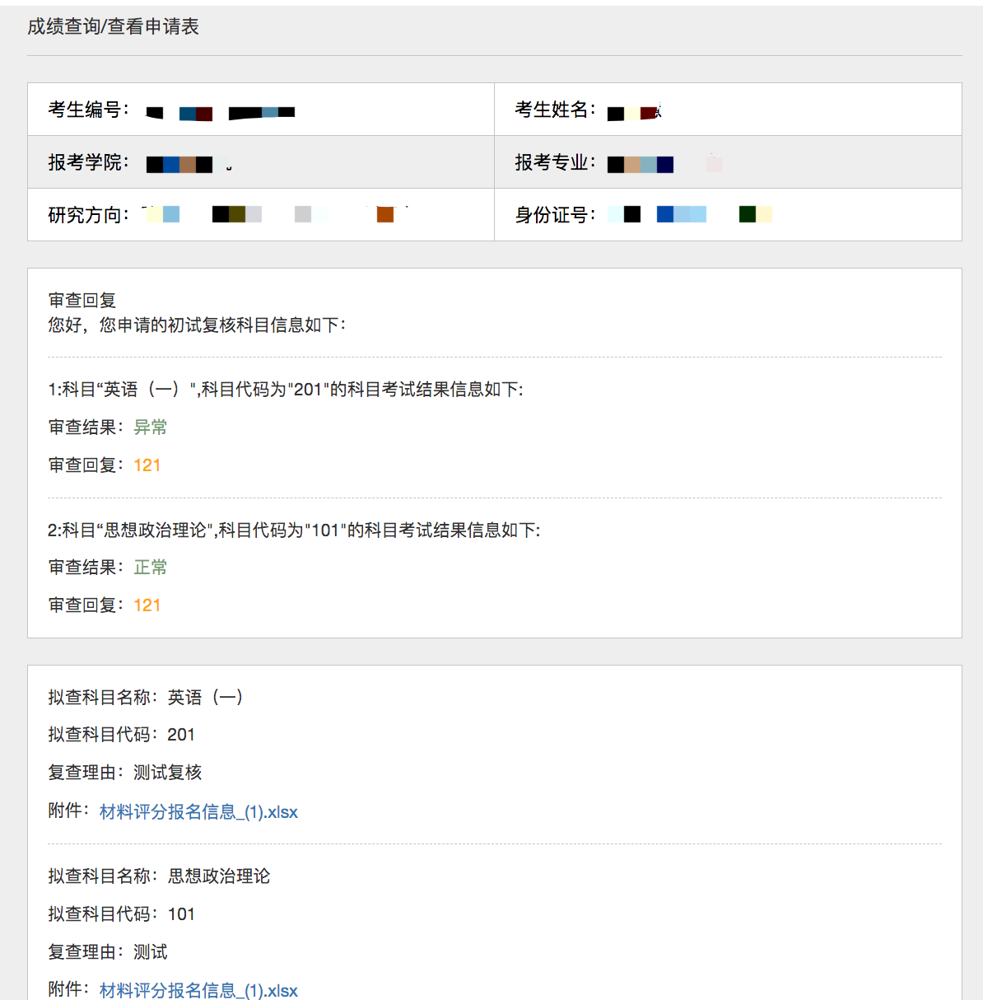 成绩查询/查看申请表
考生编号：
考生姓名：
报考学院：
报考专业：
研究方向：
身份证号：
审查回复
您好，您申请的初试复核科目信息如下：
1:科目“英语（一）",科目代码为"201"的科目考试结果信息如下:
审查结果：异常
审查回复：121
2:科目“思想政治理论",科目代码为"101"的科目考试结果信息如下:
审查结果：正常
审查回复：121
拟查科目名称：英语（一）
拟查科目代码：201
复查理由：测试复核
附件：材料评分报名信息_(1).xlsx
拟查科目名称：思想政治理论
拟查科目代码：101
复查理由：测试
附件：材料评分报名信息_(1).xlsx